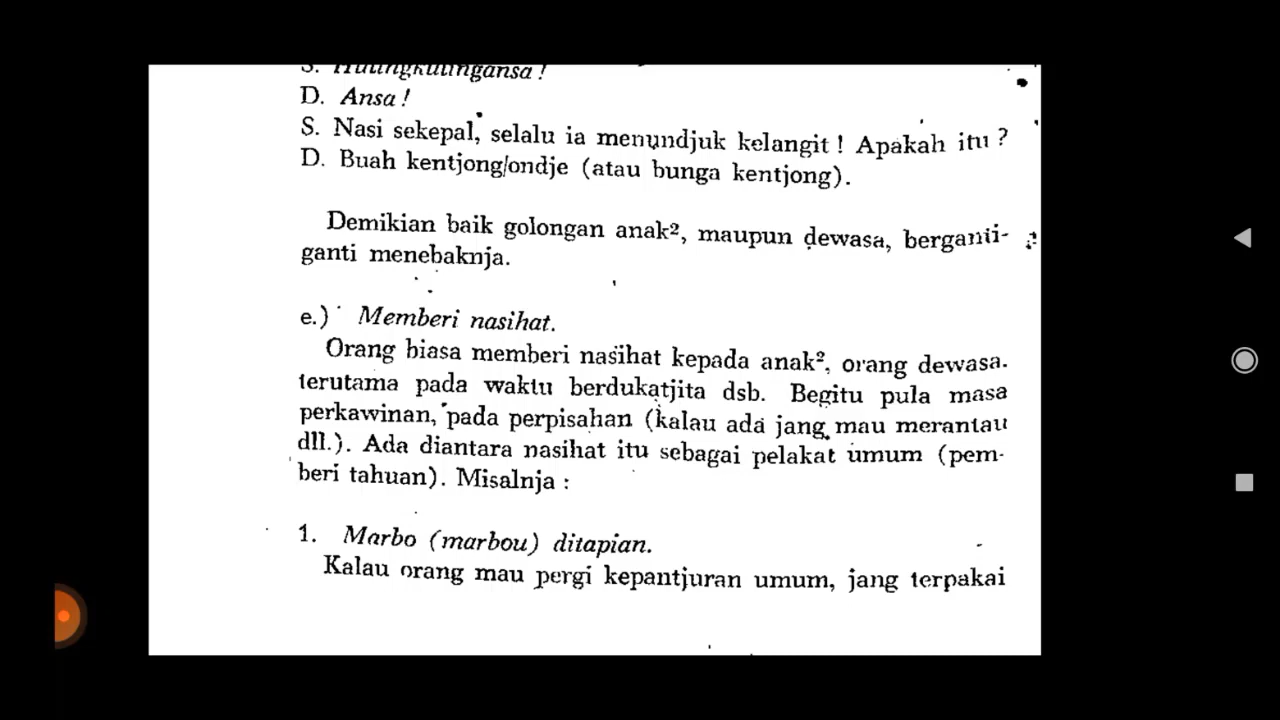 S. Hulingkulingansa !
D. Ansa !
S. Nasi sekepal, selalu ia menundjuk kelangit ! Apakah itu ?
D. Buah kentjong/ondje (atau bunga kentjong).
Demikian baik golongan anak², maupun dewasa, berganti-
ganti menebaknja.
e.) Memberi nasihat.
Orang biasa memberi nasihat kepada anak², orang dewasa.
terutama pada waktu berdukatjita dsb. Begitu pula masa
perkawinan, pada perpisahan (kalau ada jang mau merantau
dll.). Ada diantara nasihat itu sebagai pelakat umum (pem-
beri tahuan). Misalnja :
1. Marbo (marbou) ditapian.
Kalau orang mau pergi kepantjuran umum, jang terpakai